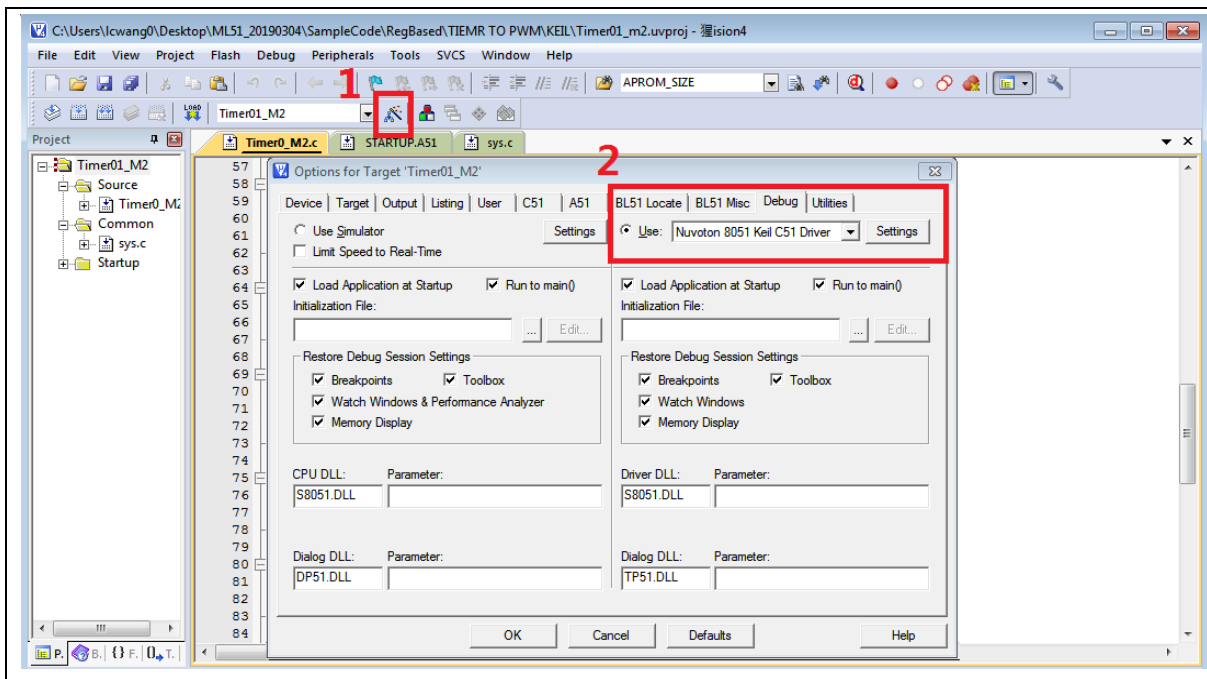 C:\Users\lcwang0\Desktop\ML51_20190304\SampleCode\RegBased\TIEMR TO PWM\KEIL\Timer01_m2.uvproj - 猩ision4
File Edit View Project Flash Debug Peripherals Tools SVCS Window Help
1
APROM_SIZE
LOAD
Timer01_M2
Project
Timer0_M2.c STARTUP.A51 sys.c
2
Timer01_M2
Source
Timer0_M2
Common
sys.c
Startup
57
58
59
60
61
62
63
64
65
66
67
68
69
70
71
72
73
74
75
76
77
78
79
80
81
82
83
84
Options for Target 'Timer01_M2'
Device Target Output Listing User C51 A51 BL51 Locate BL51 Misc Debug Utilities
Use Simulator Settings
Limit Speed to Real-Time
Use: Nuvoton 8051 Keil C51 Driver Settings
Load Application at Startup Run to main()
Initialization File:
... Edit...
Restore Debug Session Settings
Breakpoints Toolbox
Watch Windows & Performance Analyzer
Memory Display
CPU DLL: Parameter:
S8051.DLL
Dialog DLL: Parameter:
DP51.DLL
Load Application at Startup Run to main()
Initialization File:
... Edit...
Restore Debug Session Settings
Breakpoints Toolbox
Watch Windows
Memory Display
Driver DLL: Parameter:
S8051.DLL
Dialog DLL: Parameter:
TP51.DLL
OK Cancel Defaults Help
P. B. {} F. 0 T.